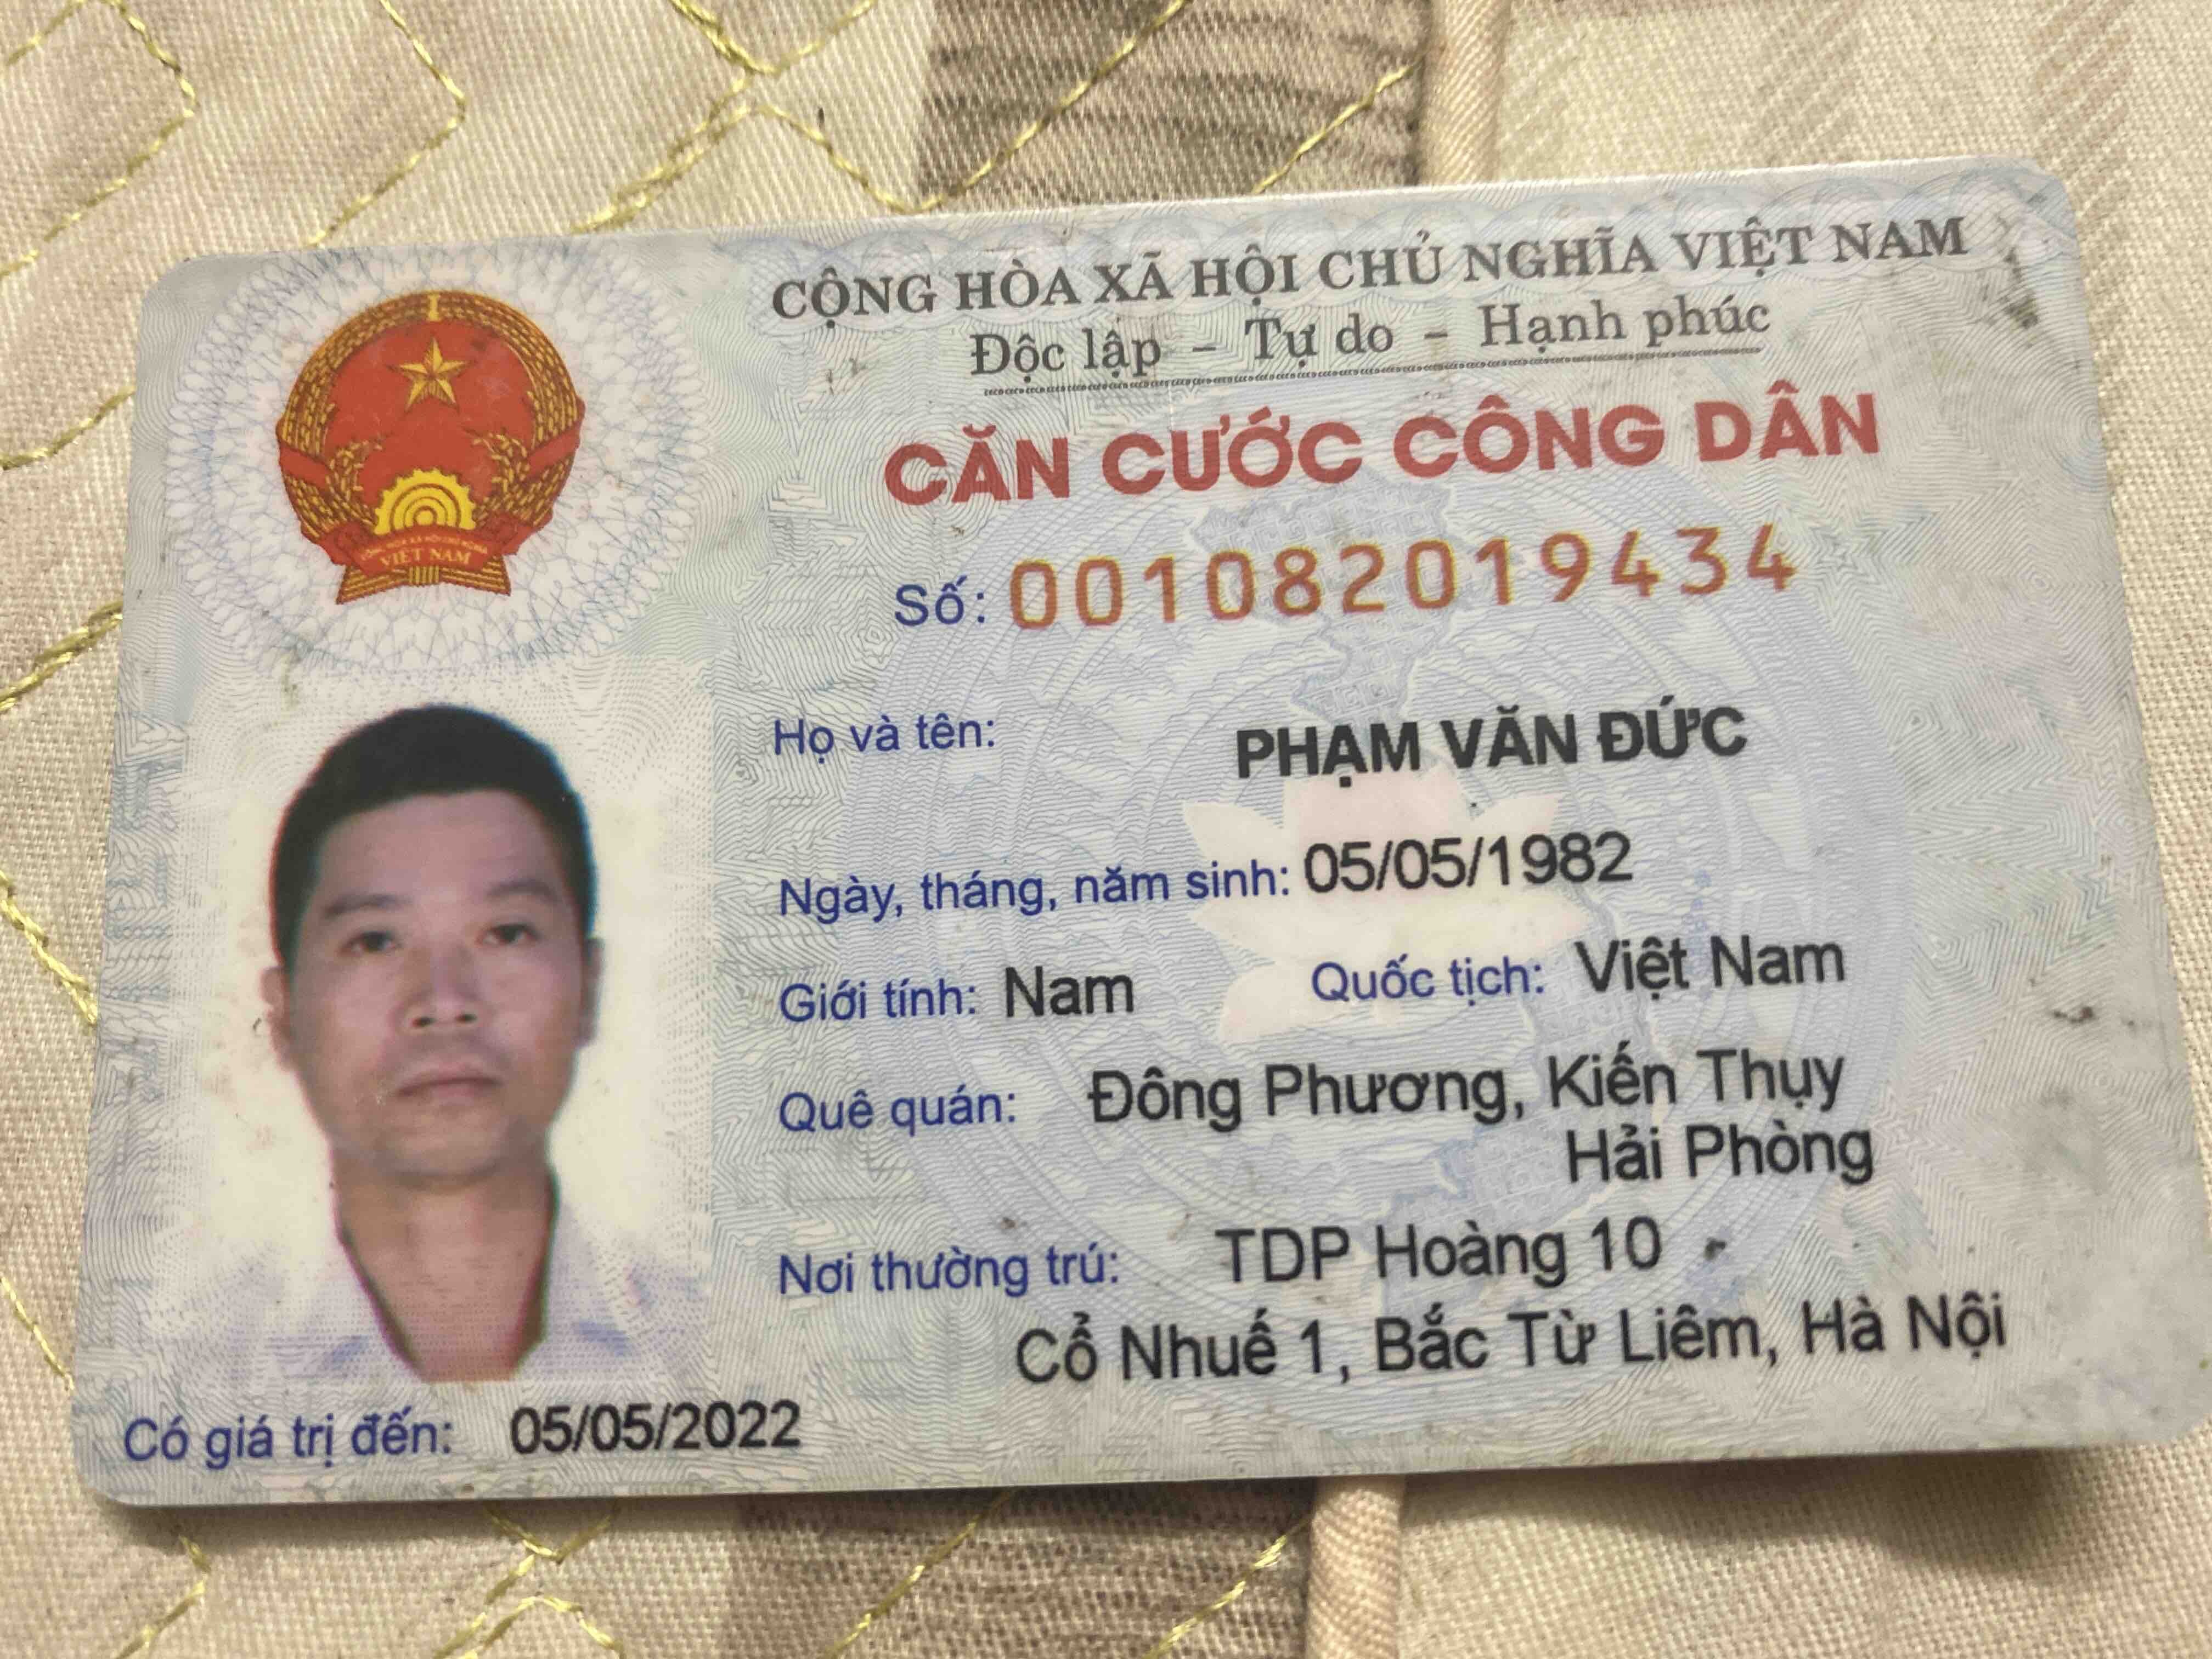 CỘNG HÒA XÃ HỘI CHỦ NGHĨA VIỆT NAM
Độc lập - Tự do - Hạnh phúc
CĂN CƯỚC CÔNG DÂN
Số: 001082019434
VIỆT NAM
Họ và tên: PHẠM VĂN ĐỨC
Ngày, tháng, năm sinh: 05/05/1982
Giới tính: Nam Quốc tịch: Việt Nam
Quê quán: Đông Phương, Kiến Thụy
Hải Phòng
Nơi thường trú: TDP Hoàng 10
Cổ Nhuế 1, Bắc Từ Liêm, Hà Nội
Có giá trị đến: 05/05/2022